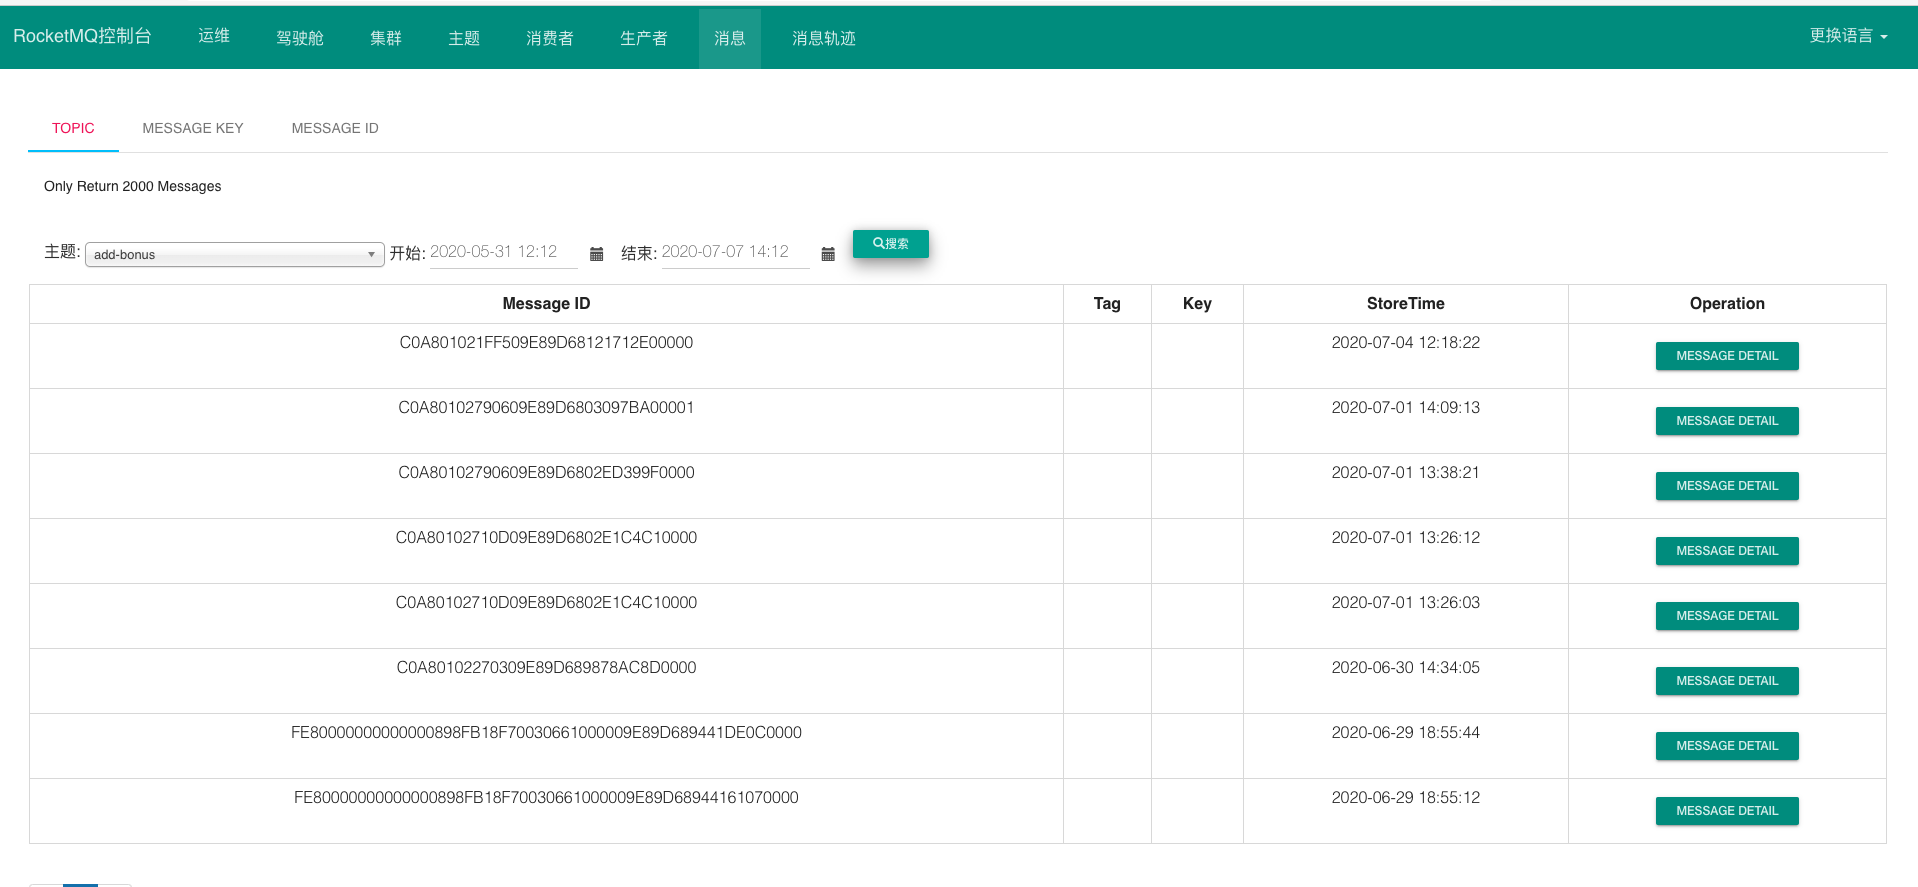 RocketMQ控制台 运维 驾驶舱 集群 主题 消费者 生产者 消息 消息轨迹 更换语言
TOPIC MESSAGE KEY MESSAGE ID
Only Return 2000 Messages
主题: add-bonus 开始: 2020-05-31 12:12 结束: 2020-07-07 14:12 搜索
Message ID Tag Key StoreTime Operation
C0A801021FF509E89D68121712E00000 2020-07-04 12:18:22 MESSAGE DETAIL
C0A80102790609E89D6803097BA00001 2020-07-01 14:09:13 MESSAGE DETAIL
C0A80102790609E89D6802ED399F0000 2020-07-01 13:38:21 MESSAGE DETAIL
C0A80102710D09E89D6802E1C4C10000 2020-07-01 13:26:12 MESSAGE DETAIL
C0A80102710D09E89D6802E1C4C10000 2020-07-01 13:26:03 MESSAGE DETAIL
C0A80102270309E89D689878AC8D0000 2020-06-30 14:34:05 MESSAGE DETAIL
FE80000000000000898FB18F70030661000009E89D689441DE0C0000 2020-06-29 18:55:44 MESSAGE DETAIL
FE80000000000000898FB18F70030661000009E89D68944161070000 2020-06-29 18:55:12 MESSAGE DETAIL